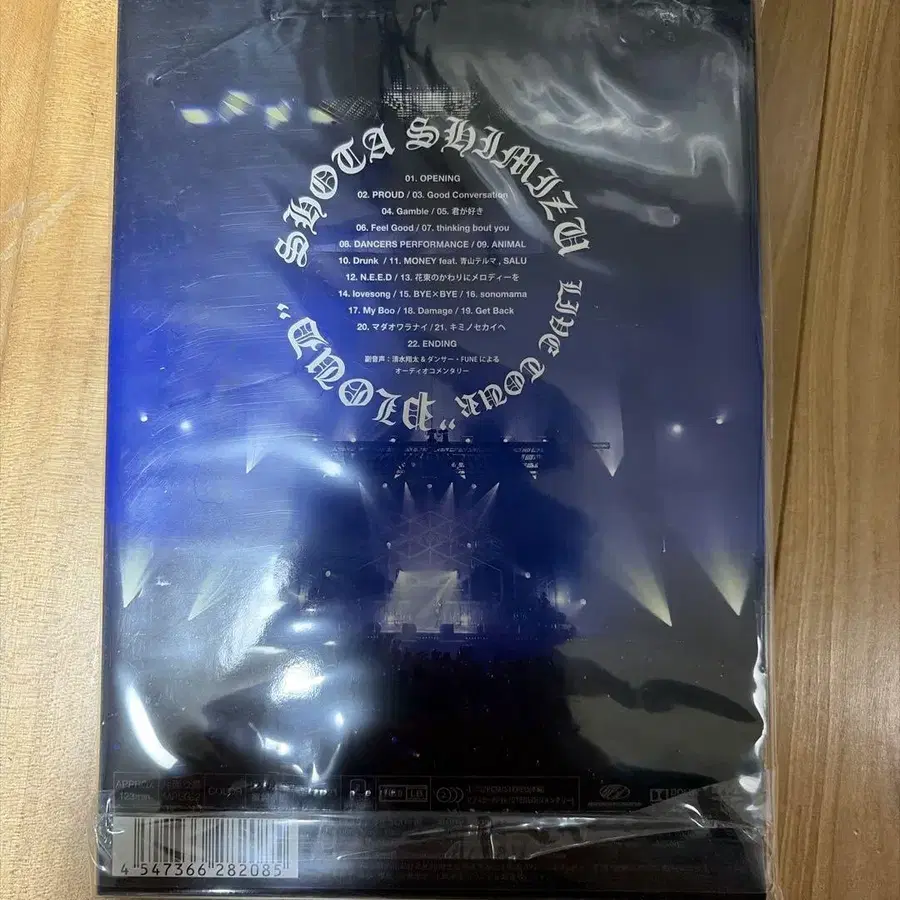 SHOTA SHIMIZU LIVE TOUR "PROUD"
01. OPENING
02. PROUD / 03. Good Conversation
04. Gamble / 05. 君が好き
06. Feel Good / 07. thinking bout you
08. DANCERS PERFORMANCE / 09. ANIMAL
10. Drunk / 11. MONEY feat. 青山テルマ , SALU
12. N.E.E.D / 13. 花束のかわりにメロディーを
14. lovesong / 15. BYE×BYE / 16. sonomama
17. My Boo / 18. Damage / 19. Get Back
20. マダオワラナイ / 21. キミノセカイへ
22. ENDING
副音声：清水翔太 & ダンサー・FUNE による
オーディオコメンタリー
APPROX
123min.
COLOR
4 547366 282085